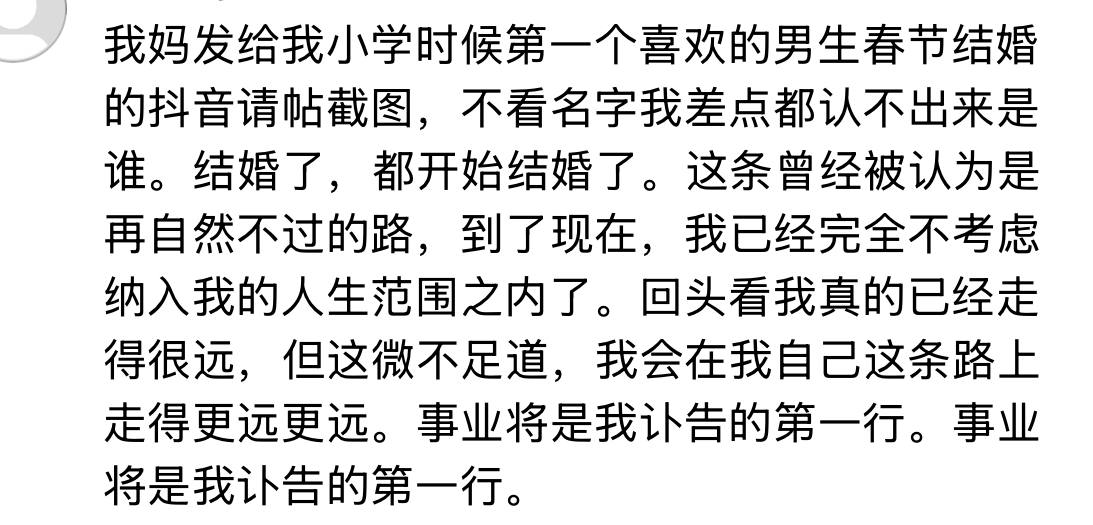 我妈发给我小学时候第一个喜欢的男生春节结婚
的抖音请帖截图，不看名字我差点都认不出来是
谁。结婚了，都开始结婚了。这条曾经被认为是
再自然不过的路，到了现在，我已经完全不考虑
纳入我的人生范围之内了。回头看我真的已经走
得很远，但这微不足道，我会在我自己这条路上
走得更远更远。事业将是我讣告的第一行。事业
将是我讣告的第一行。